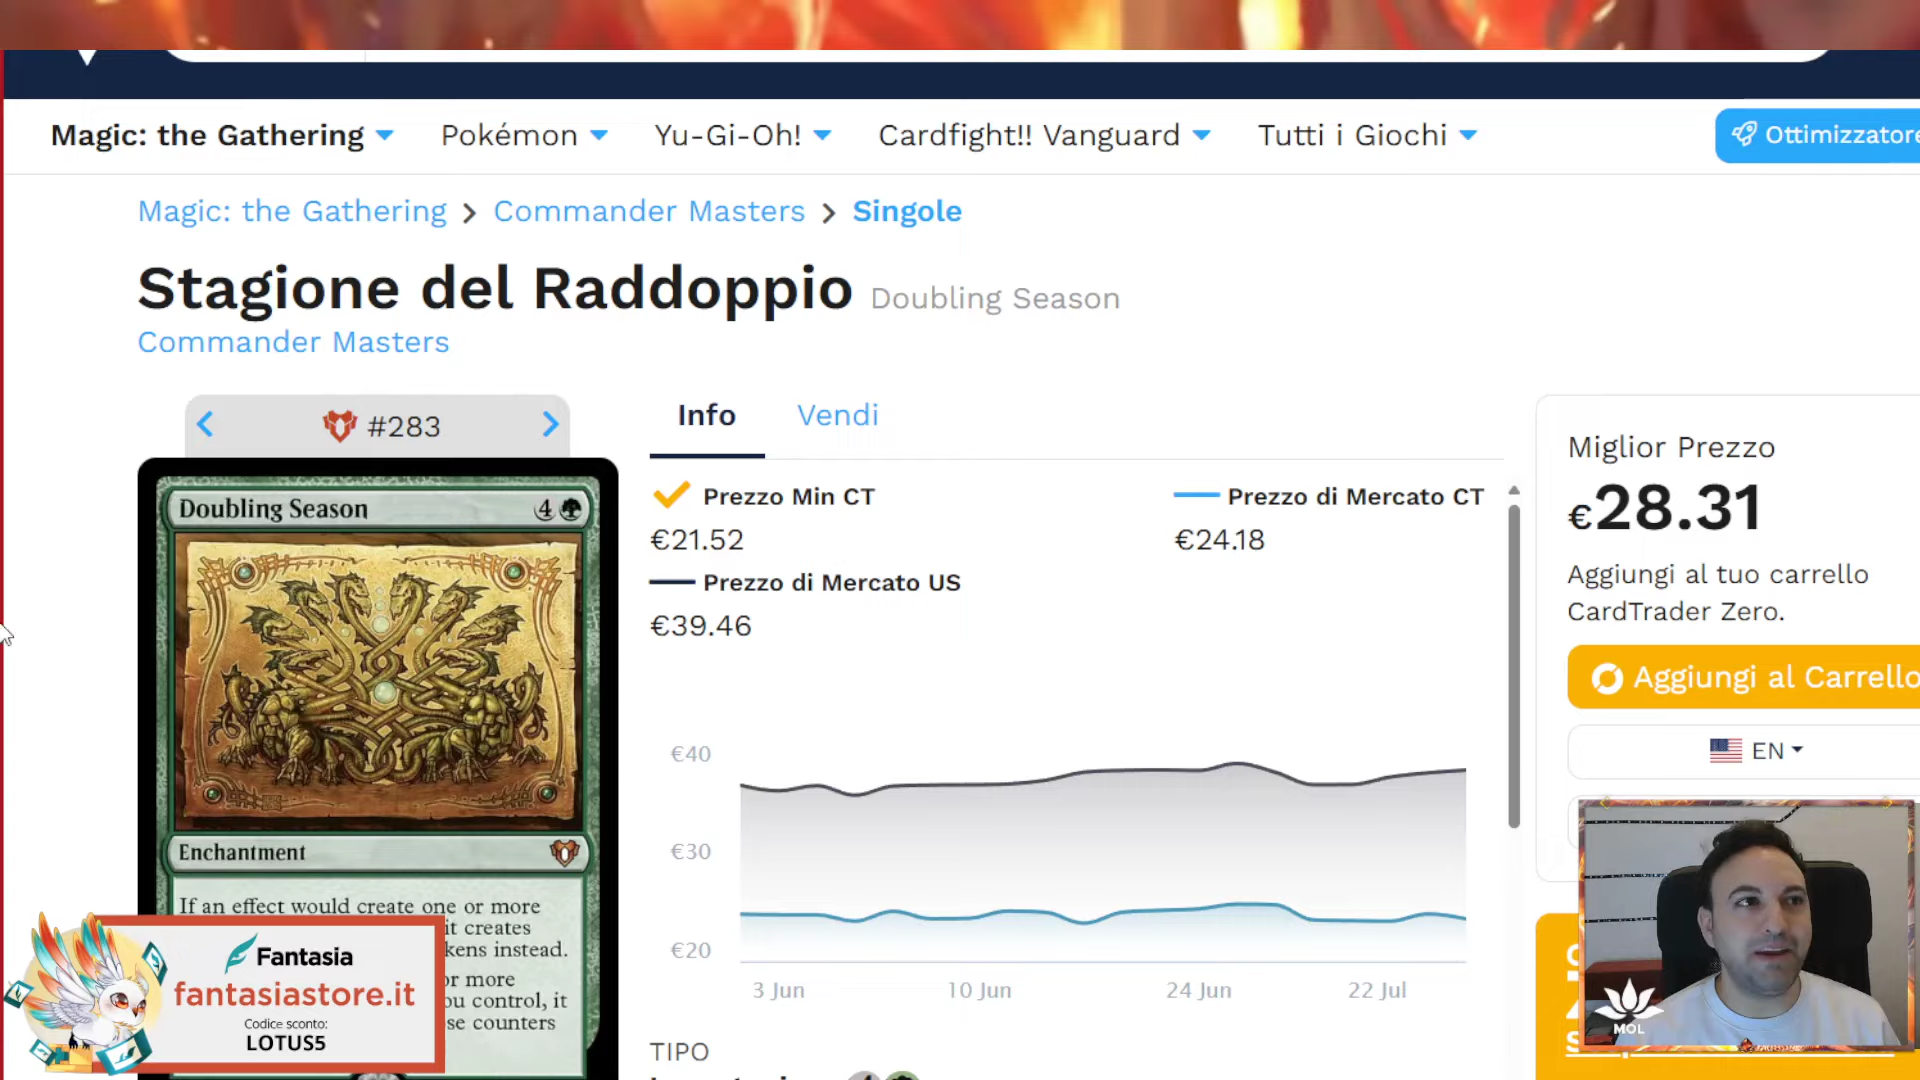 Magic: the Gathering
Pokémon
Yu-Gi-Oh!
Cardfight!! Vanguard
Tutti i Giochi
Ottimizzatore
Magic: the Gathering > Commander Masters > Singole
Stagione del Raddoppio Doubling Season
Commander Masters
#283
Info
Vendi
Doubling Season 4
Enchantment
If an effect would create one or more
it creates
kens instead.
or more
ou control, it
se counters
Prezzo Min CT
€21.52
Prezzo di Mercato CT
€24.18
Prezzo di Mercato US
€39.46
€40
€30
€20
3 Jun
10 Jun
24 Jun
22 Jul
TIPO
Miglior Prezzo
€28.31
Aggiungi al tuo carrello
CardTrader Zero.
Aggiungi al Carrello
EN
Fantasia
fantasiastore.it
Codice sconto:
LOTUS5
MOL